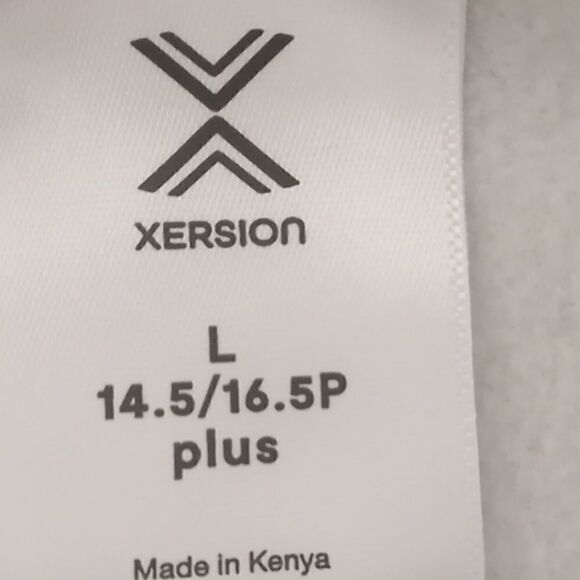 XERSION
L
14.5/16.5P
plus
Made in Kenya